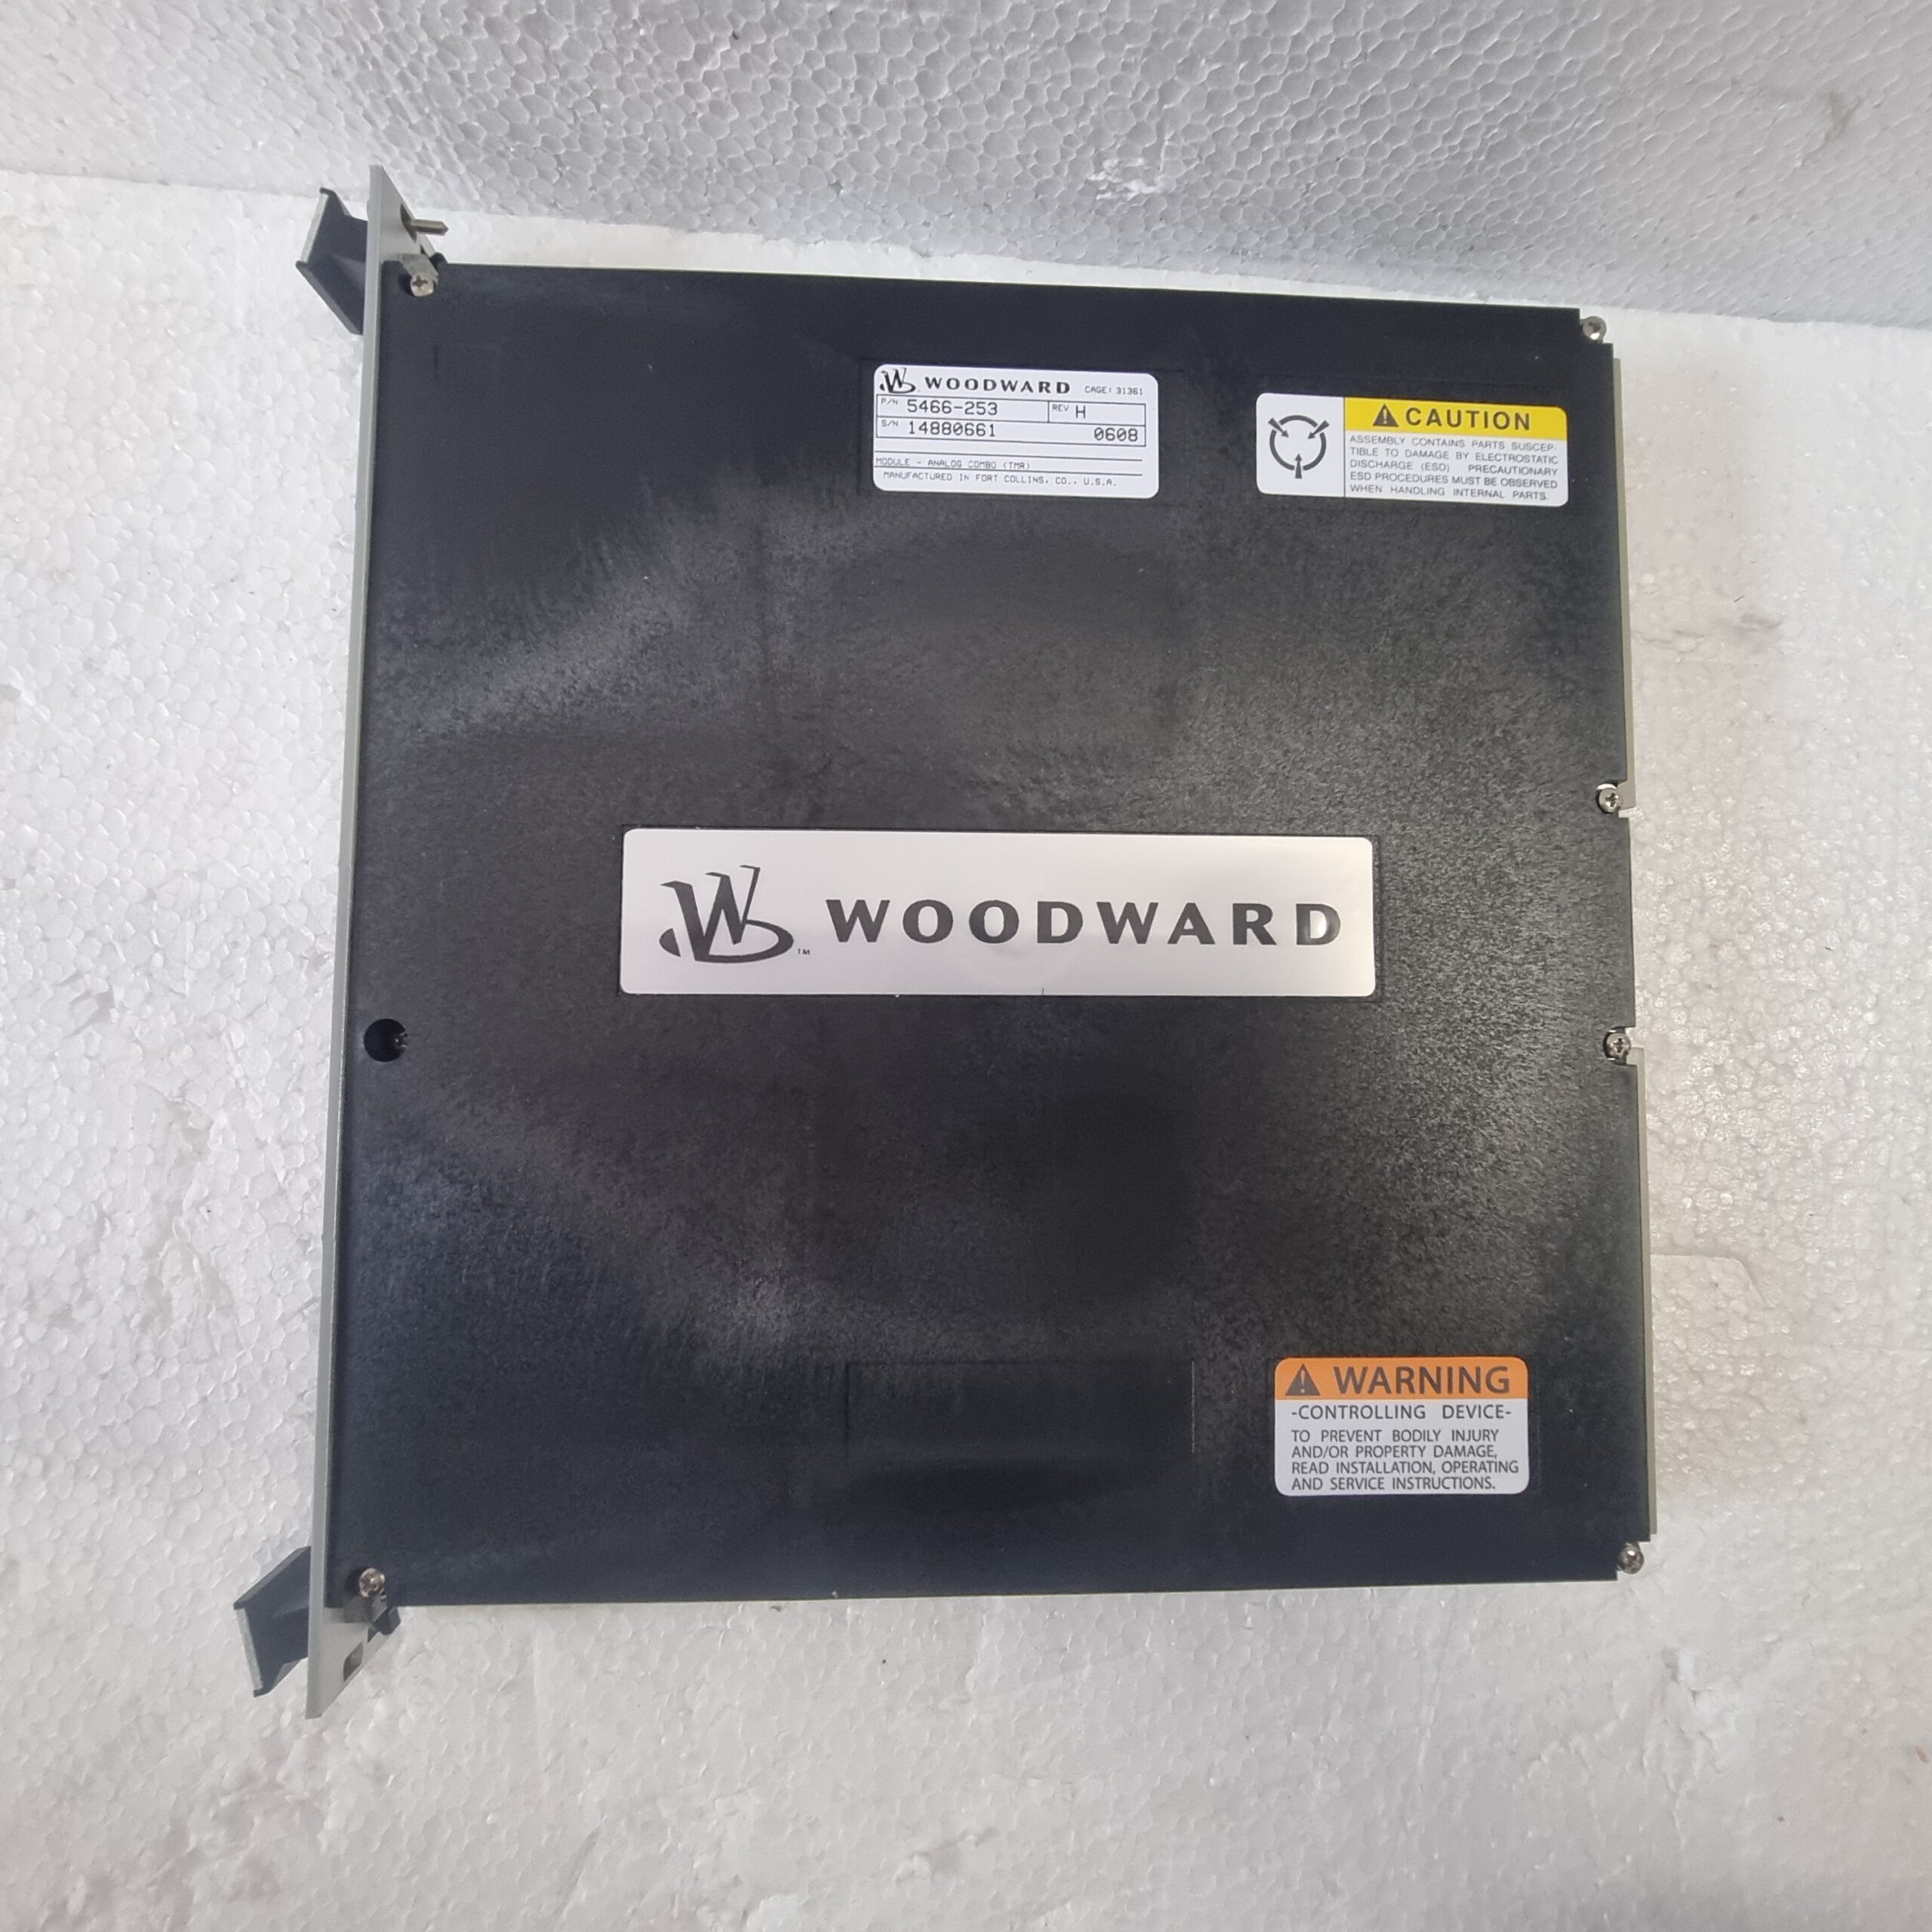 WOODWARD CAGE: 31361
P/N 5466-253 REV H
S/N 14880661 0608
MODULE - ANALOG COMBO (TMR)
MANUFACTURED IN FORT COLLINS, CO., U.S.A.
CAUTION
ASSEMBLY CONTAINS PARTS SUSCEP-
TIBLE TO DAMAGE BY ELECTROSTATIC
DISCHARGE (ESD) PRECAUTIONARY
ESD PROCEDURES MUST BE OBSERVED
WHEN HANDLING INTERNAL PARTS.
W TM WOODWARD
WARNING
-CONTROLLING DEVICE-
TO PREVENT BODILY INJURY
AND/OR PROPERTY DAMAGE,
READ INSTALLATION, OPERATING
AND SERVICE INSTRUCTIONS.